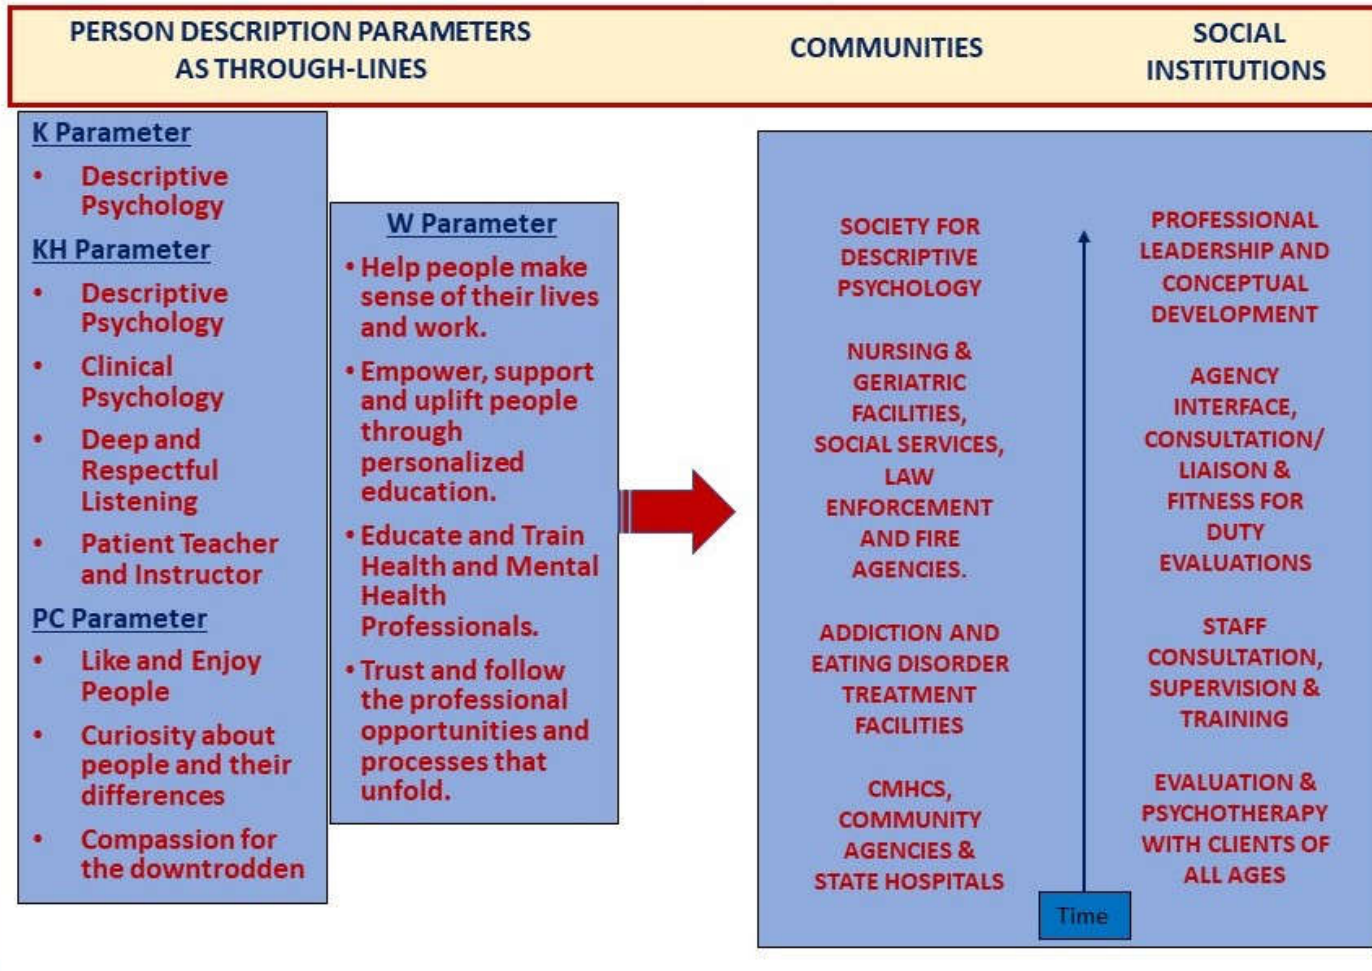 PERSON DESCRIPTION PARAMETERS
AS THROUGH-LINES
COMMUNITIES
SOCIAL
INSTITUTIONS
K Parameter
• Descriptive
Psychology
KH Parameter
• Descriptive
Psychology
• Clinical
Psychology
• Deep and
Respectful
Listening
• Patient Teacher
and Instructor
PC Parameter
• Like and Enjoy
People
• Curiosity about
people and their
differences
• Compassion for
the downtrodden
W Parameter
• Help people make
sense of their lives
and work.
• Empower, support
and uplift people
through
personalized
education.
• Educate and Train
Health and Mental
Health
Professionals.
• Trust and follow
the professional
opportunities and
processes that
unfold.
SOCIETY FOR
DESCRIPTIVE
PSYCHOLOGY
NURSING &
GERIATRIC
FACILITIES,
SOCIAL SERVICES,
LAW
ENFORCEMENT
AND FIRE
AGENCIES.
ADDICTION AND
EATING DISORDER
TREATMENT
FACILITIES
CMHCS,
COMMUNITY
AGENCIES &
STATE HOSPITALS
Time
PROFESSIONAL
LEADERSHIP AND
CONCEPTUAL
DEVELOPMENT
AGENCY
INTERFACE,
CONSULTATION/
LIAISON &
FITNESS FOR
DUTY
EVALUATIONS
STAFF
CONSULTATION,
SUPERVISION &
TRAINING
EVALUATION &
PSYCHOTHERAPY
WITH CLIENTS OF
ALL AGES